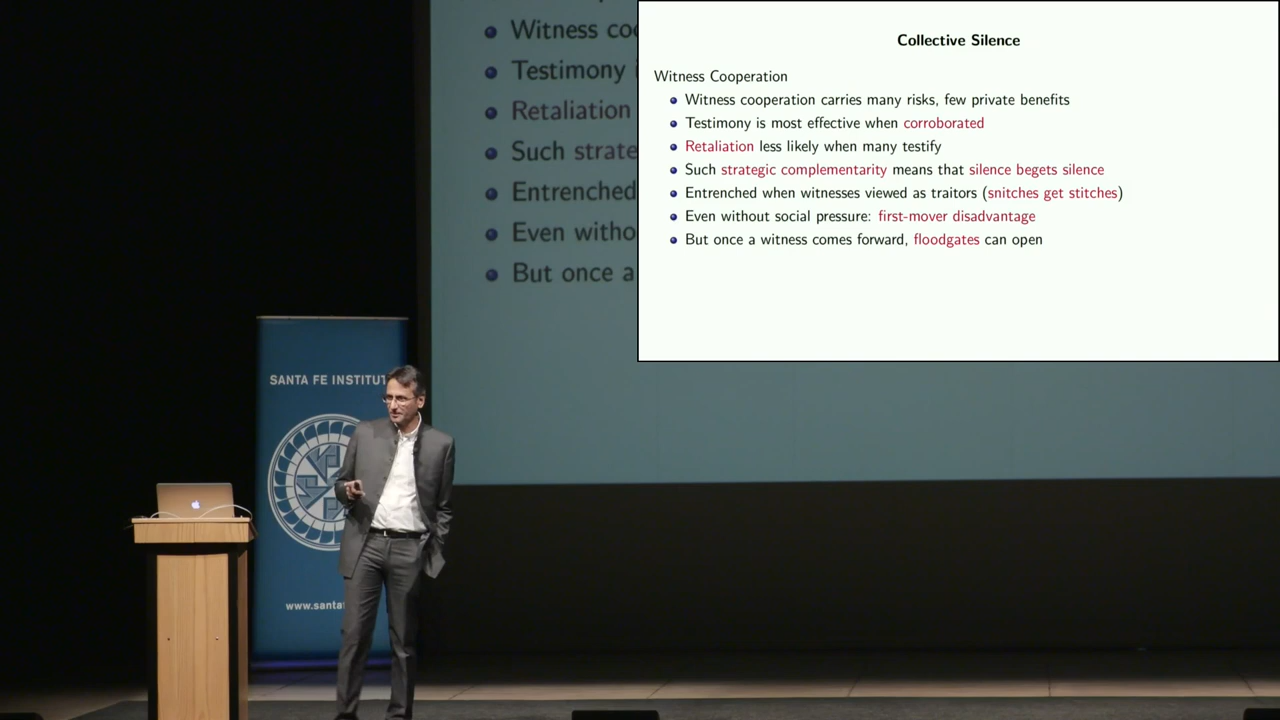 Collective Silence
Witness Cooperation
Witness cooperation carries many risks, few private benefits
Testimony is most effective when corroborated
Retaliation less likely when many testify
Such strategic complementarity means that silence begets silence
Entrenched when witnesses viewed as traitors (snitches get stitches)
Even without social pressure: first-mover disadvantage
But once a witness comes forward, floodgates can open
Witness co
Testimony
Retaliation
Such strate
Entrenched
Even witho
But once a
SANTA FE INSTITUT
www.santa